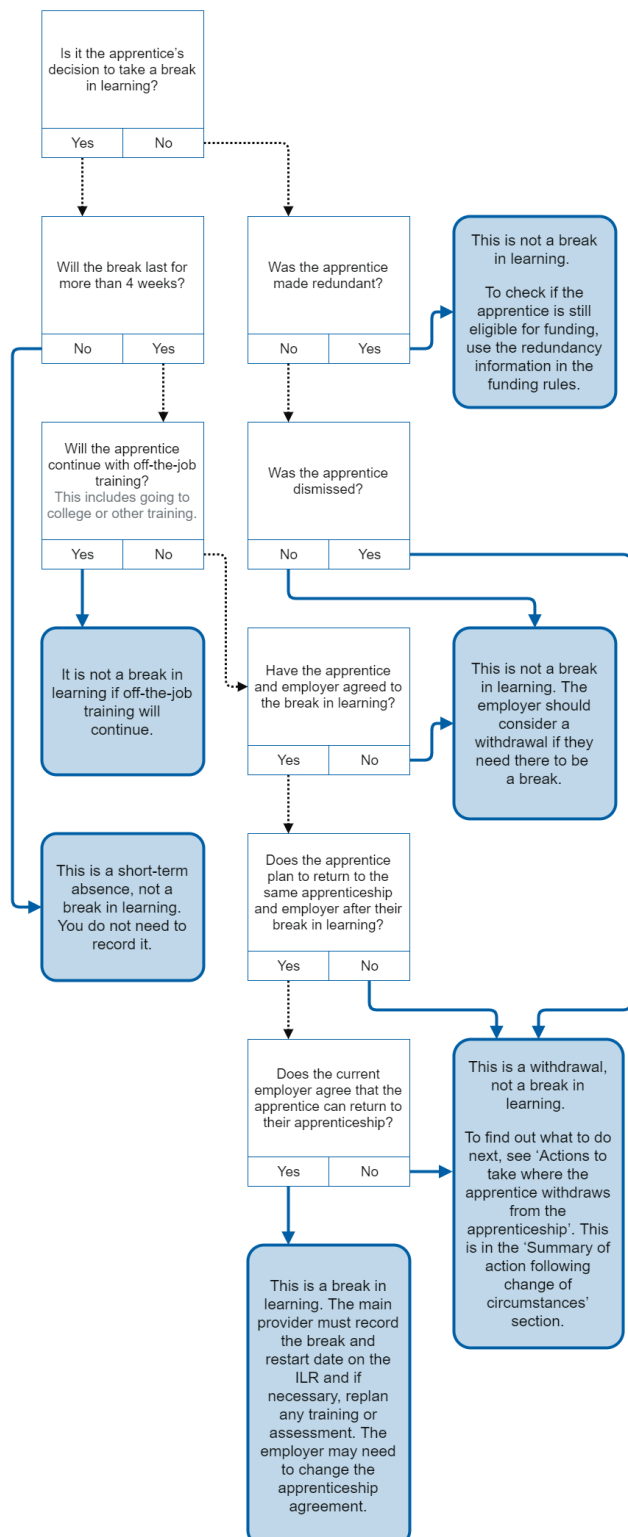 Is it the apprentice's
decision to take a break
in learning?
Yes
No
Will the break last for
more than 4 weeks?
No
Yes
Was the apprentice
made redundant?
No
Yes
This is not a break
in learning.
To check if the
apprentice is still
eligible for funding,
use the redundancy
information in the
funding rules.
Will the apprentice
continue with off-the-job
training?
This includes going to
college or other training.
Yes
No
Was the apprentice
dismissed?
No
Yes
It is not a break in
learning if off-the-job
training will
continue.
Have the apprentice
and employer agreed to
the break in learning?
Yes
No
This is not a break
in learning. The
employer should
consider a
withdrawal if they
need there to be
a break.
This is a short-term
absence, not a
break in learning.
You do not need to
record it.
Does the apprentice
plan to return to the
same apprenticeship
and employer after their
break in learning?
Yes
No
Does the current
employer agree that the
apprentice can return to
their apprenticeship?
Yes
No
This is a withdrawal,
not a break in
learning.
To find out what to do
next, see ‘Actions to
take where the
apprentice withdraws
from the
apprenticeship’. This
is in the ‘Summary of
action following
change of
circumstances’
section.
This is a break in
learning. The main
provider must record
the break and
restart date on the
ILR and if
necessary, replan
any training or
assessment. The
employer may need
to change the
apprenticeship
agreement.